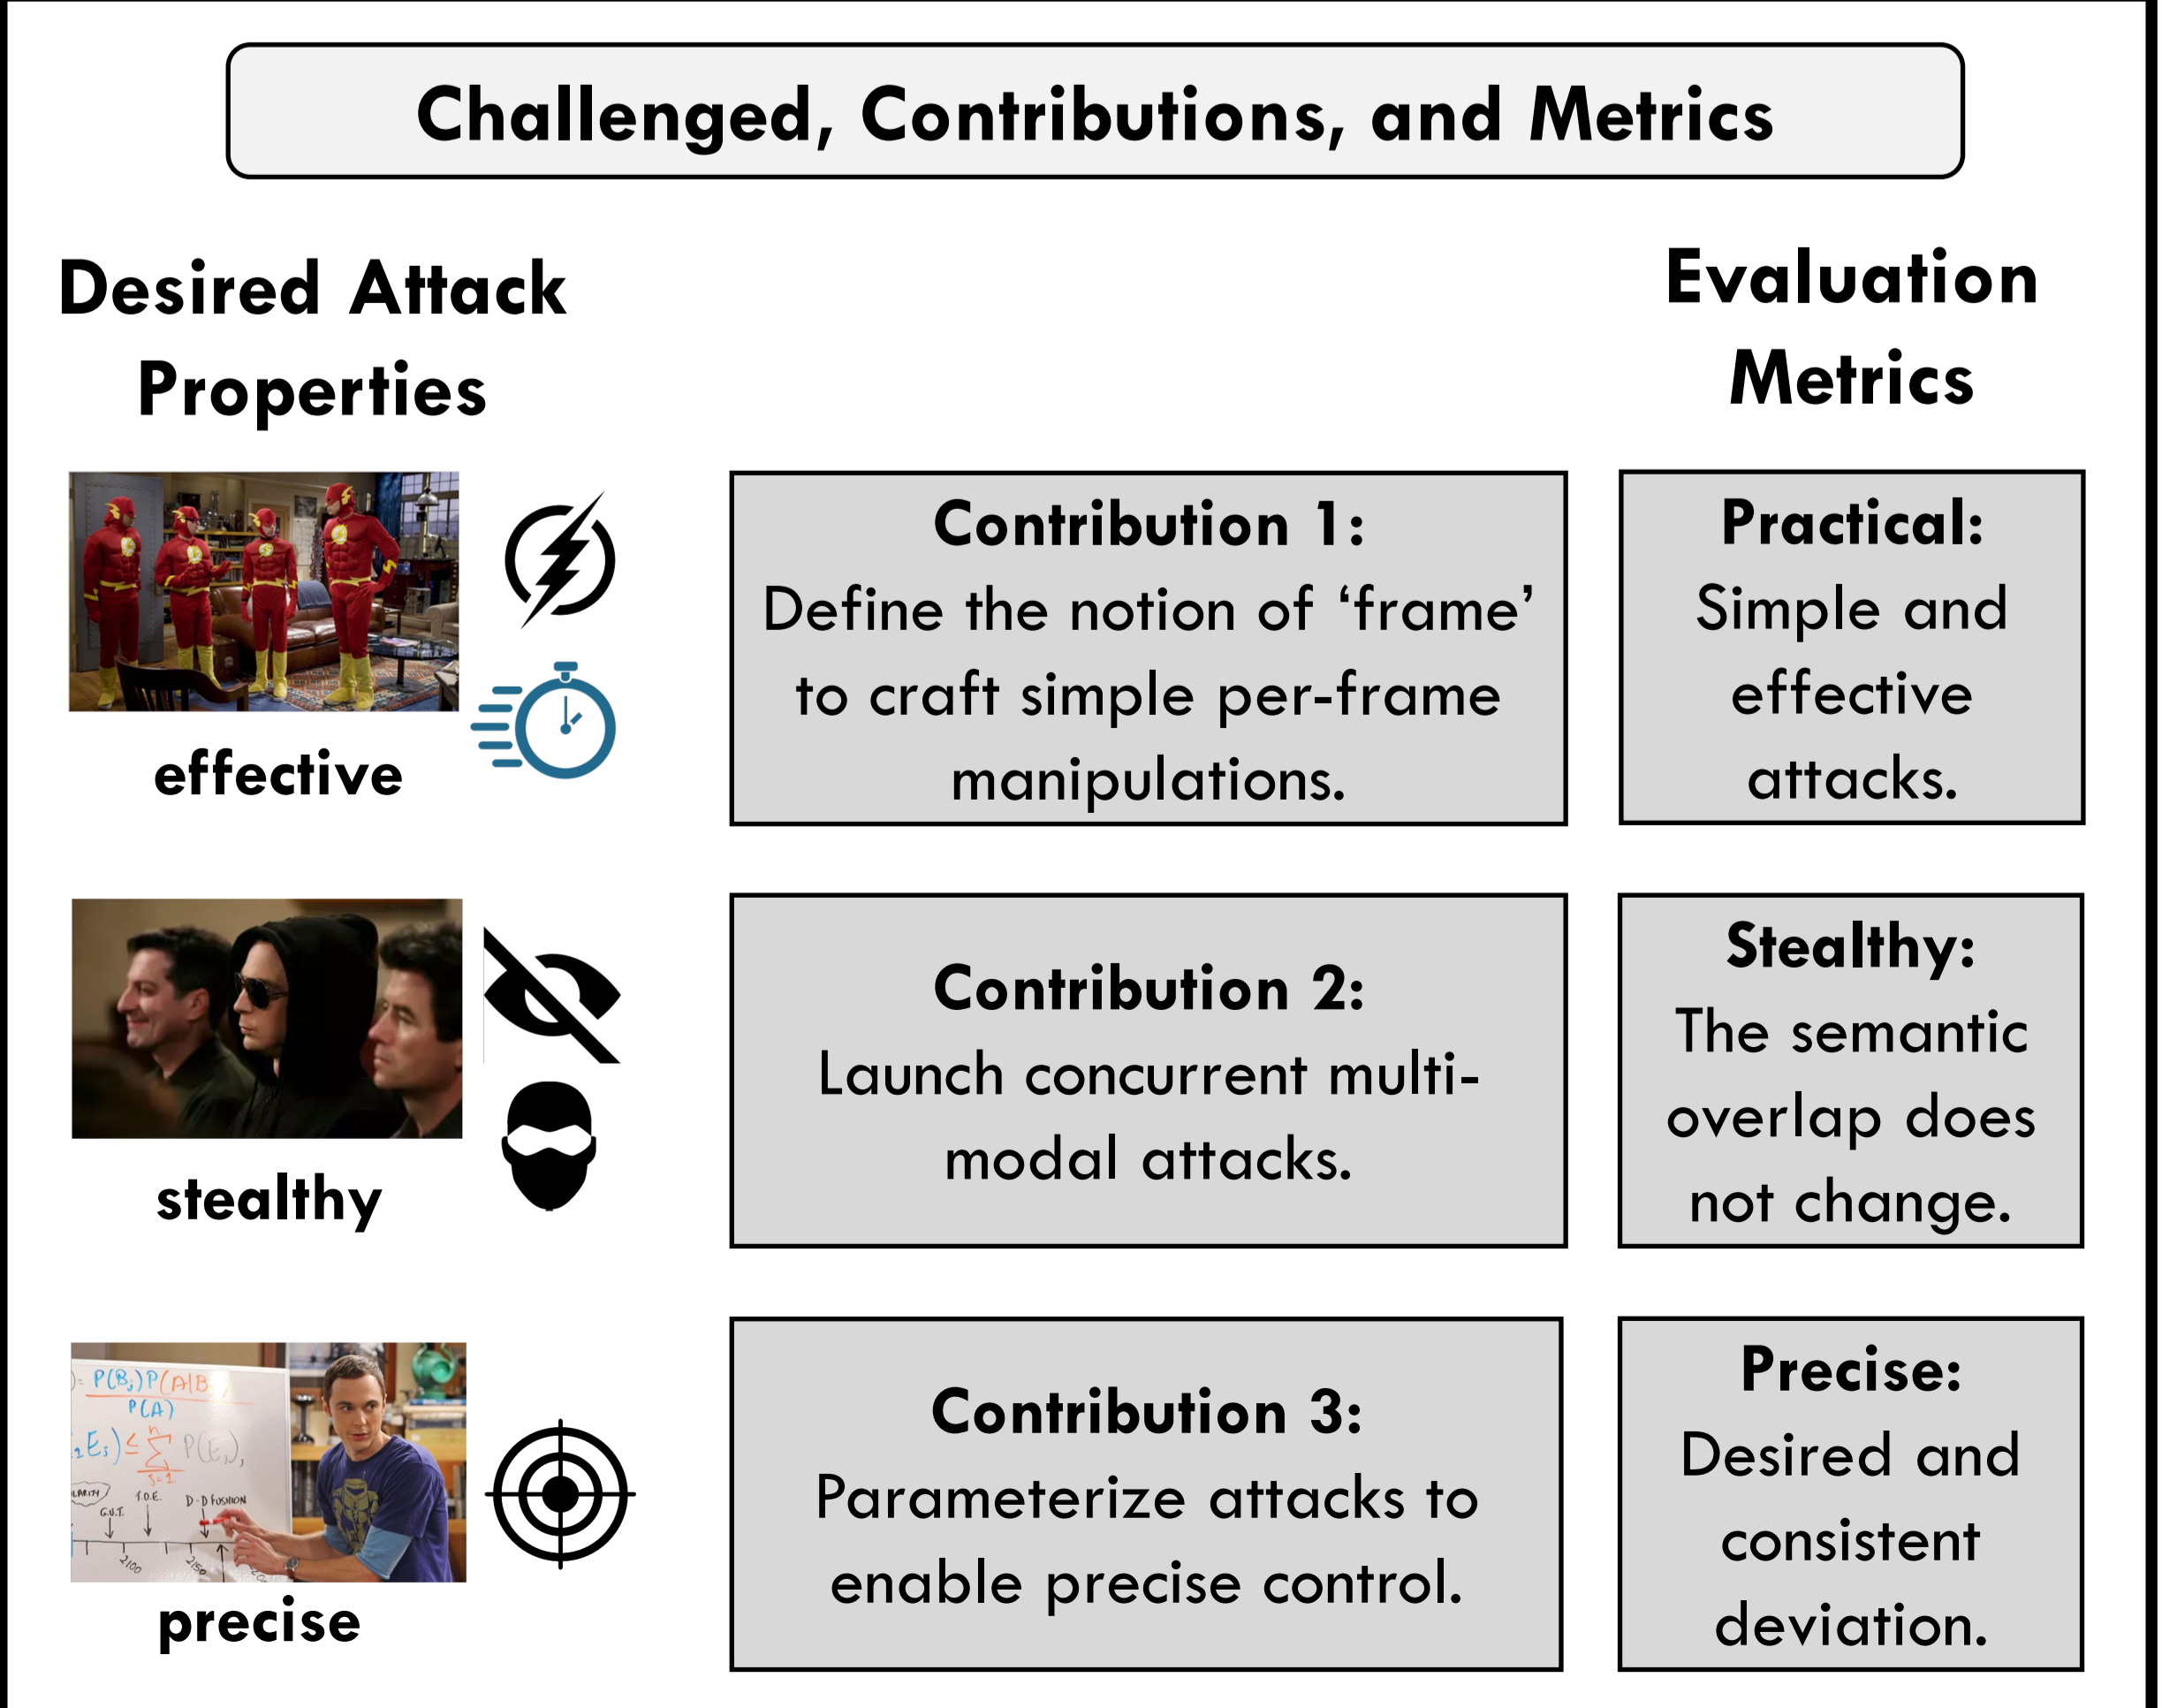 Challenged, Contributions, and Metrics
Desired Attack
Properties
Evaluation
Metrics
effective
Contribution 1:
Define the notion of ‘frame’
to craft simple per-frame
manipulations.
Practical:
Simple and
effective
attacks.
stealthy
Contribution 2:
Launch concurrent multi-
modal attacks.
Stealthy:
The semantic
overlap does
not change.
P(A|B
P(A)
P(E
G.U.T.
T.O.E.
D-D FUSHION
2100
2150
precise
Contribution 3:
Parameterize attacks to
enable precise control.
Precise:
Desired and
consistent
deviation.